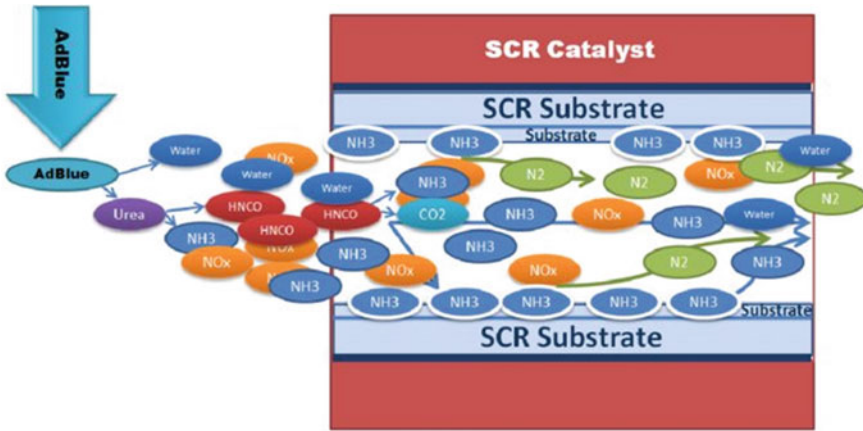 AdBlue
SCR Catalyst
SCR Substrate
Substrate
NH3 NH3 NH3 NH3
Water NOx N2 Water
AdBlue Water Water NH3 N2 N2 NOx
Urea HNCO HNCO CO2 NH3 NOx NH3 Water N2
NH3 HNCO NOx NH3 NH3
NOx NOx NH3 NOx NOx N2 NH3
NH3 NH3 NH3 NH3 NH3
Substrate
SCR Substrate